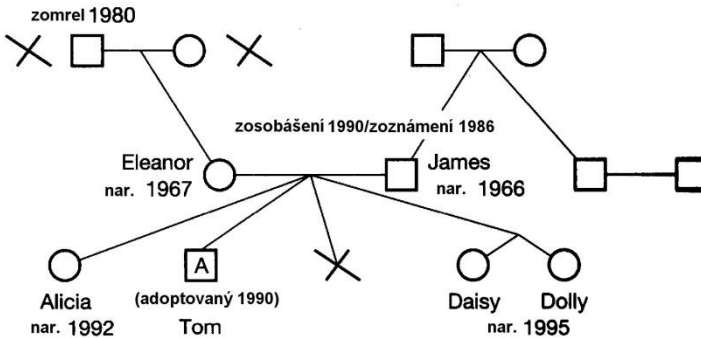 zomrel 1980
zosobášení 1990/zoznámení 1986
Eleanor
nar. 1967
James
nar. 1966
A
Alicia
nar. 1992
(adoptovaný 1990)
Tom
Daisy
Dolly
nar. 1995